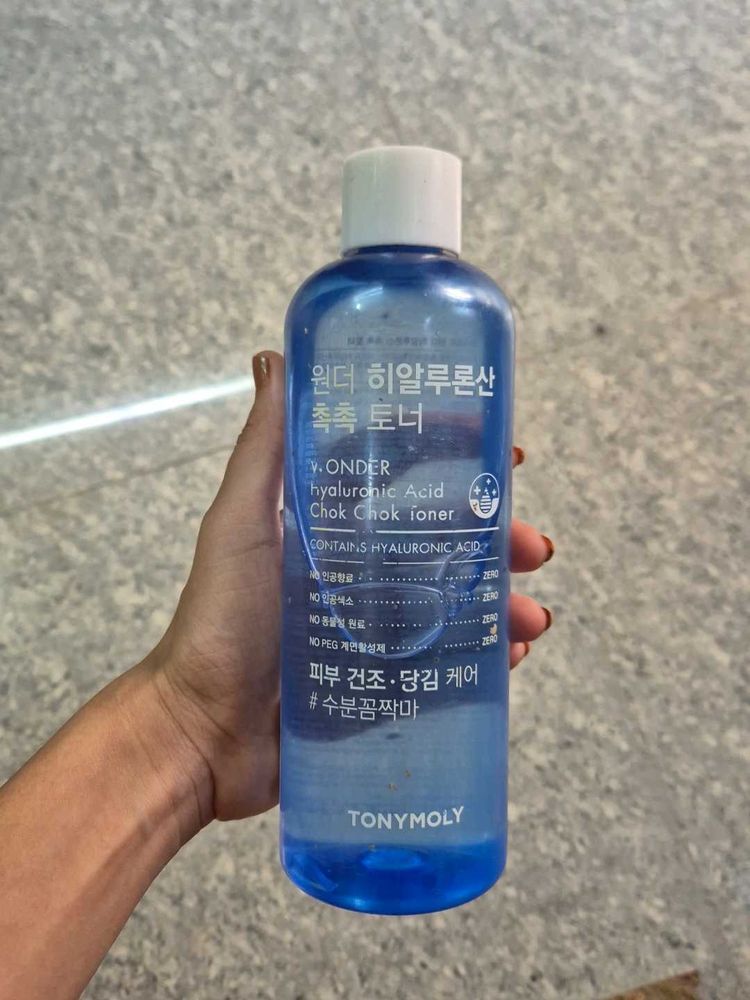 원더 히알루론산
촉촉 토너
WONDER
Hyaluronic Acid
Chok Chok Toner
CONTAINS HYALURONIC ACID
NO 인공향료 ........................ ZERO
NO 인공색소 ........................ ZERO
NO 동물성 원료 ........................ ZERO
NO PEG 계면활성제 ........................ ZERO
피부 건조·당김 케어
# 수분꼼짝마
TONYMOLY